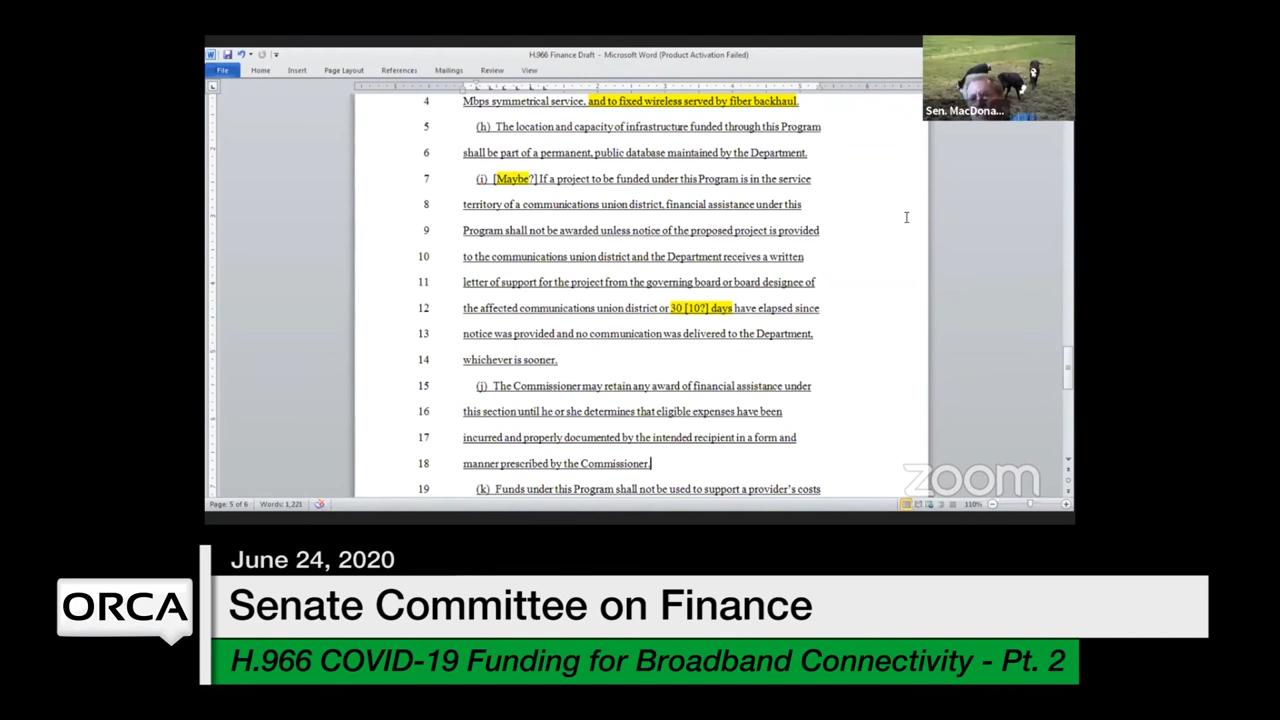 H.966 Finance Draft - Microsoft Word (Product Activation Failed)
File Home Insert Page Layout References Mailings Review View
Sen. MacDona...
4 Mbps symmetrical service, and to fixed wireless served by fiber backhaul.
5 (h) The location and capacity of infrastructure funded through this Program
6 shall be part of a permanent, public database maintained by the Department.
7 (i) [Maybe?] If a project to be funded under this Program is in the service
8 territory of a communications union district, financial assistance under this
9 Program shall not be awarded unless notice of the proposed project is provided
10 to the communications union district and the Department receives a written
11 letter of support for the project from the governing board or board designee of
12 the affected communications union district or 30 [10?] days have elapsed since
13 notice was provided and no communication was delivered to the Department,
14 whichever is sooner.
15 (j) The Commissioner may retain any award of financial assistance under
16 this section until he or she determines that eligible expenses have been
17 incurred and properly documented by the intended recipient in a form and
18 manner prescribed by the Commissioner.
19 (k) Funds under this Program shall not be used to support a provider's costs
zoom
Page: 5 of 6 Words: 1,221 110%
June 24, 2020
ORCA
Senate Committee on Finance
H.966 COVID-19 Funding for Broadband Connectivity - Pt. 2